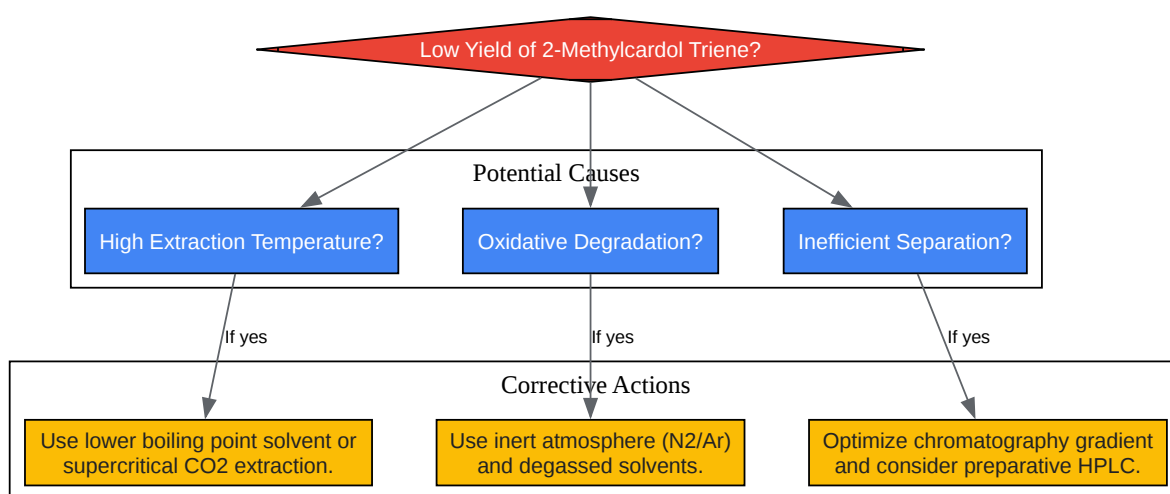 Low Yield of 2-Methylcardol Triene?
Potential Causes
High Extraction Temperature?
Oxidative Degradation?
Inefficient Separation?
If yes
If yes
If yes
Corrective Actions
Use lower boiling point solvent or
supercritical CO2 extraction.
Use inert atmosphere (N2/Ar)
and degassed solvents.
Optimize chromatography gradient
and consider preparative HPLC.